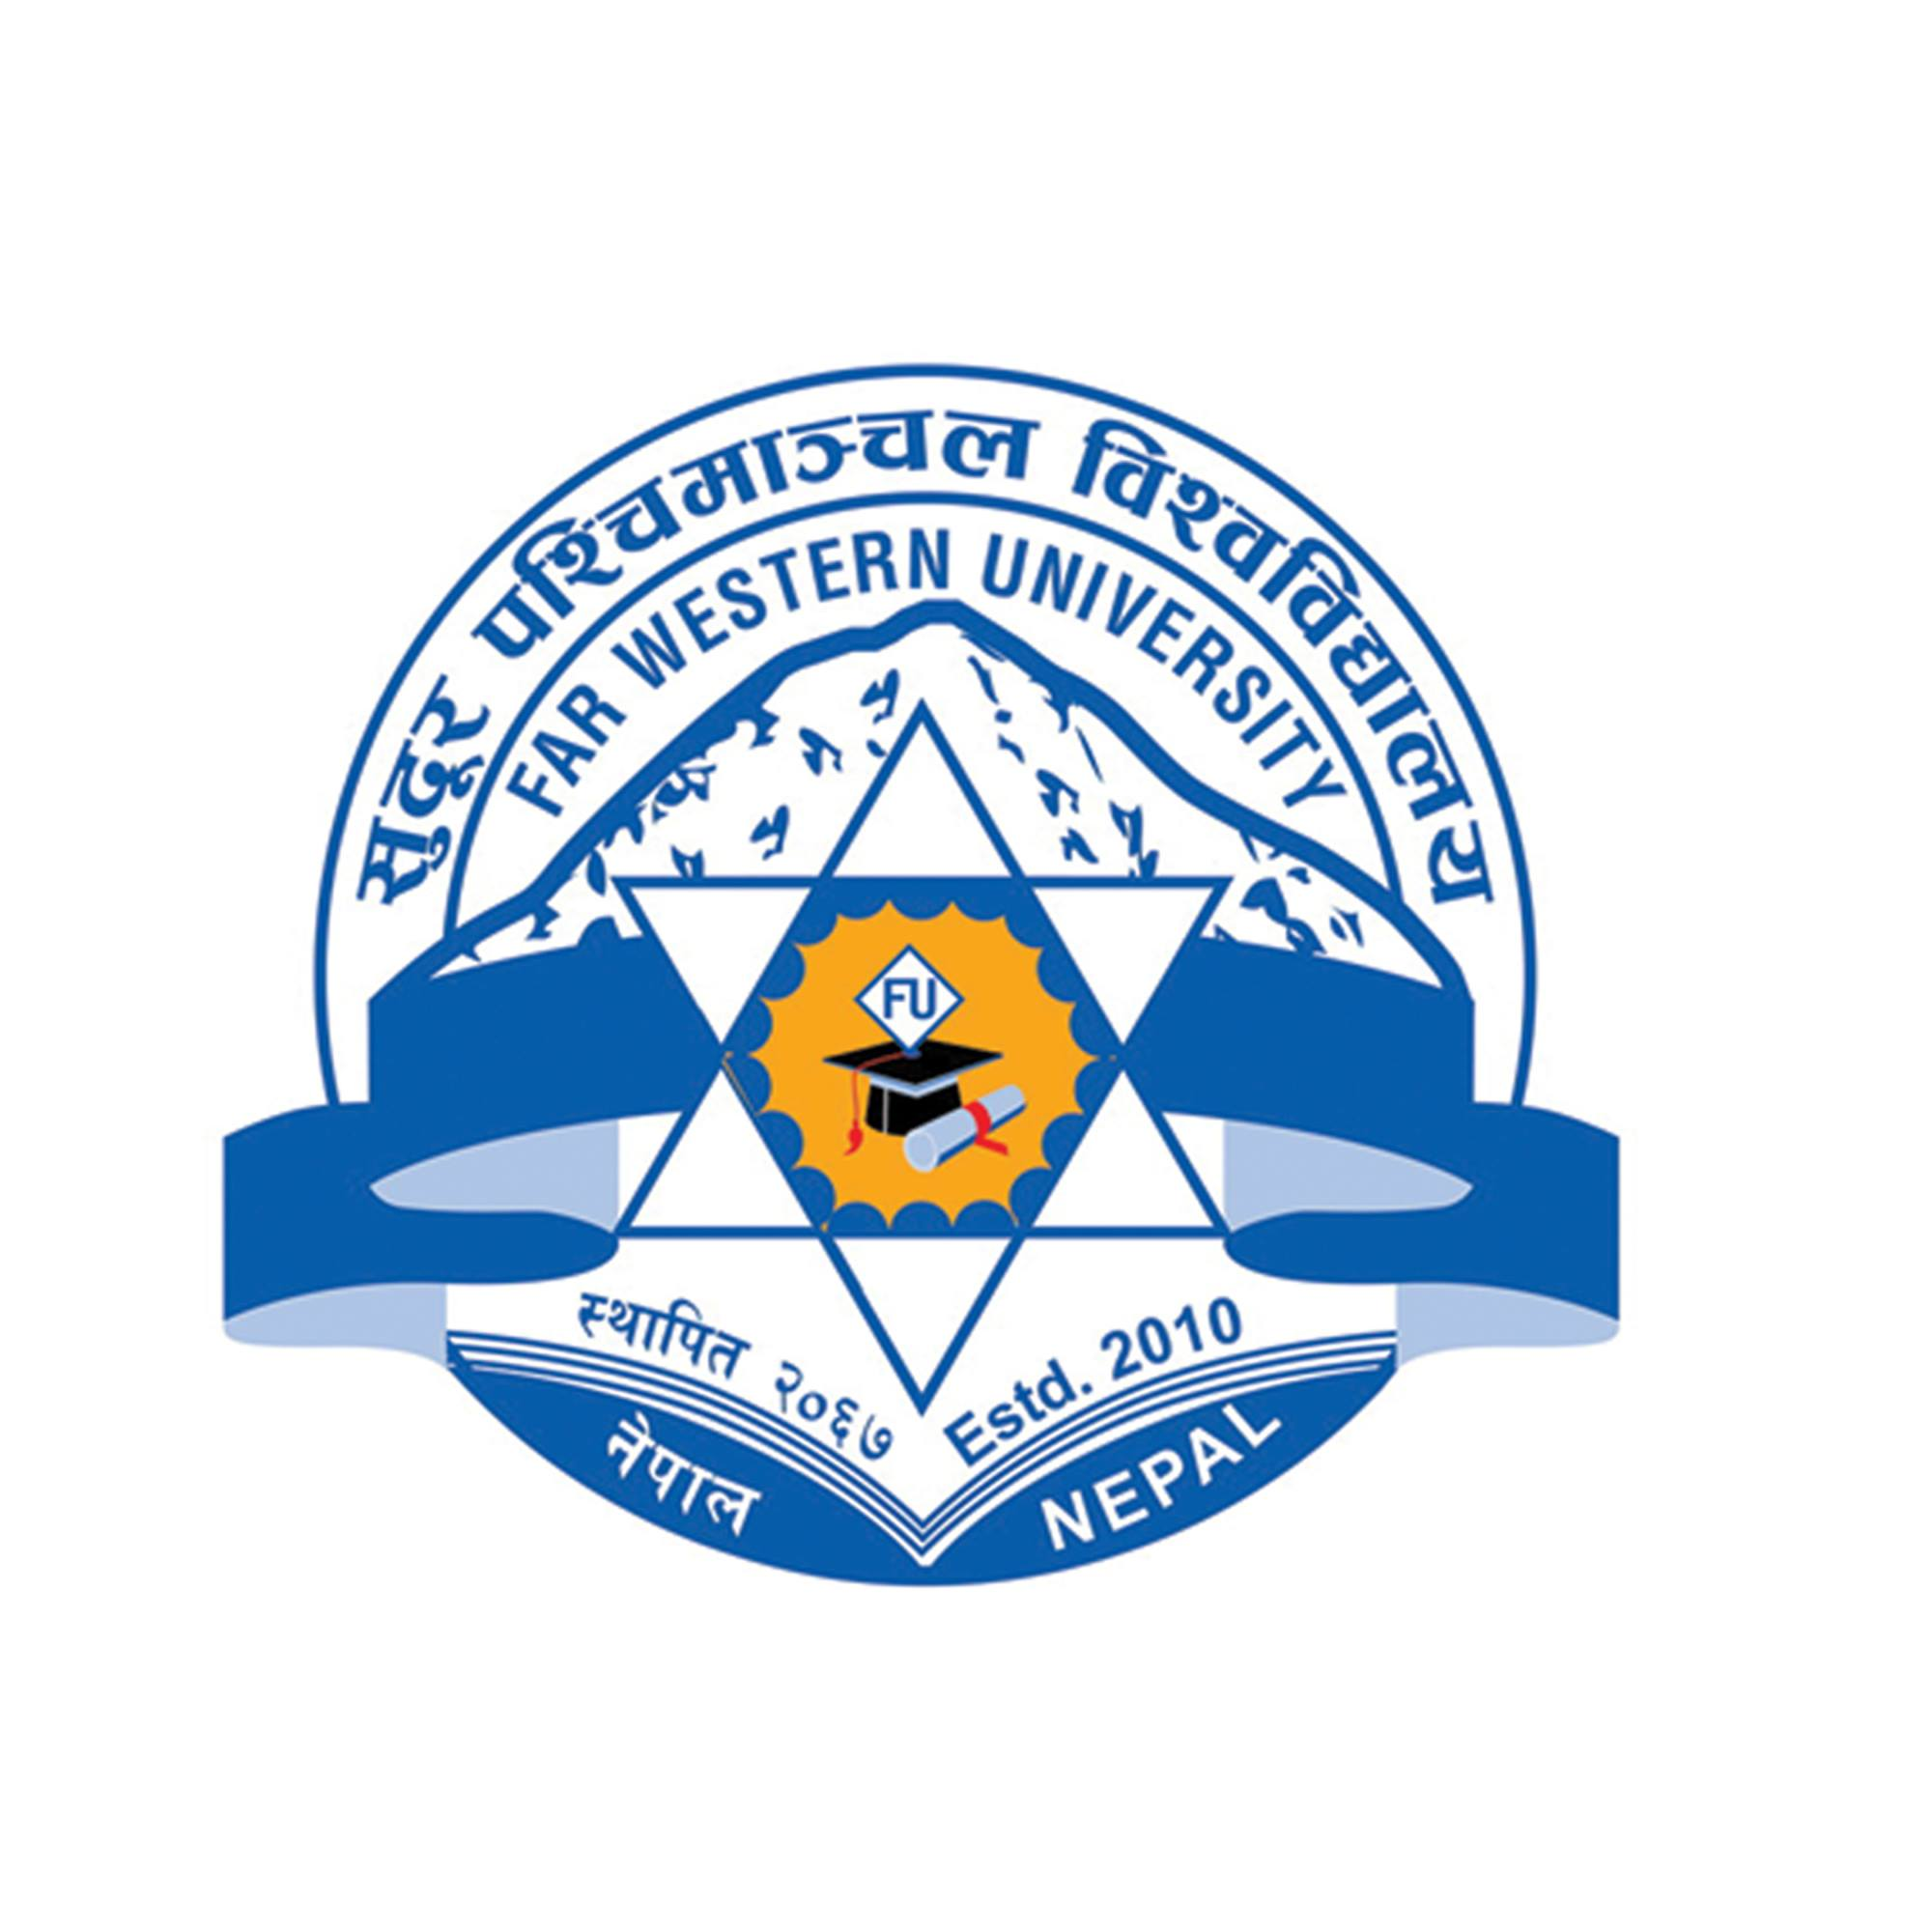 सुदूर पश्चिमाञ्चल विश्वविद्यालय
FAR WESTERN UNIVERSITY
FU
स्थापित २०६७
Estd. 2010
नेपाल
NEPAL